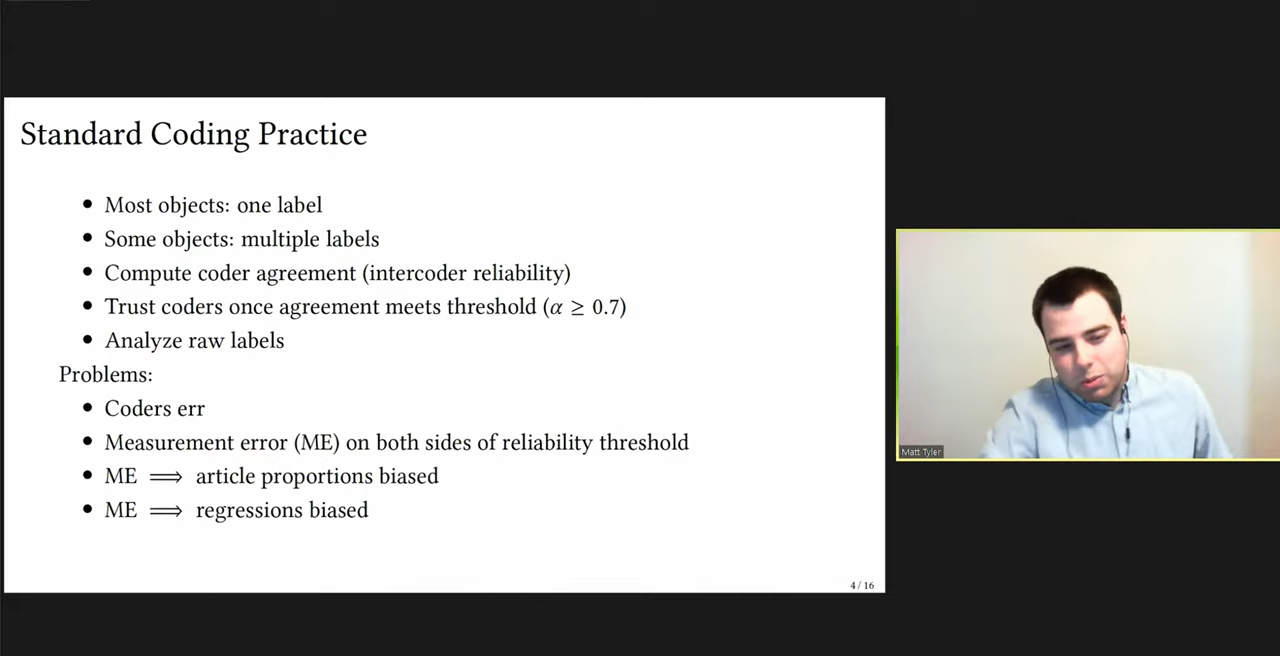 Standard Coding Practice
• Most objects: one label
• Some objects: multiple labels
• Compute coder agreement (intercoder reliability)
• Trust coders once agreement meets threshold (α ≥ 0.7)
• Analyze raw labels
Problems:
• Coders err
• Measurement error (ME) on both sides of reliability threshold
• ME ⟹ article proportions biased
• ME ⟹ regressions biased
4 / 16
Matt Tyler